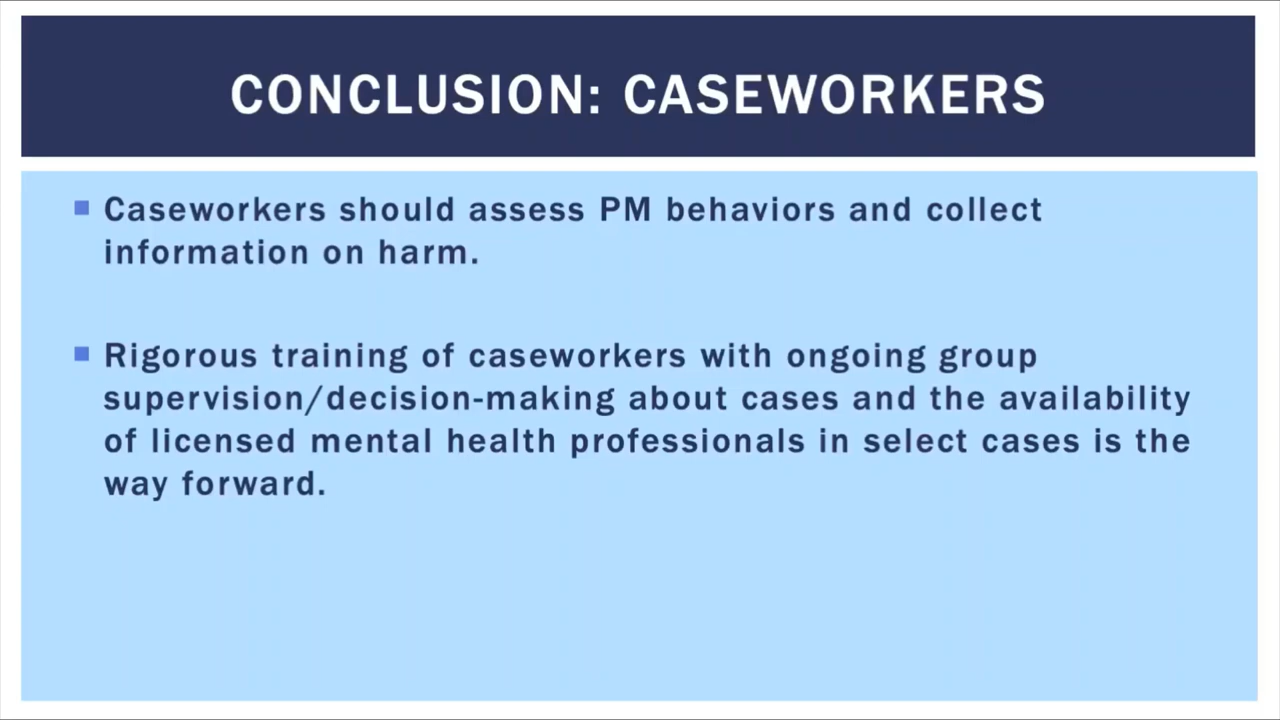 CONCLUSION: CASEWORKERS
Caseworkers should assess PM behaviors and collect
information on harm.
Rigorous training of caseworkers with ongoing group
supervision/decision-making about cases and the availability
of licensed mental health professionals in select cases is the
way forward.